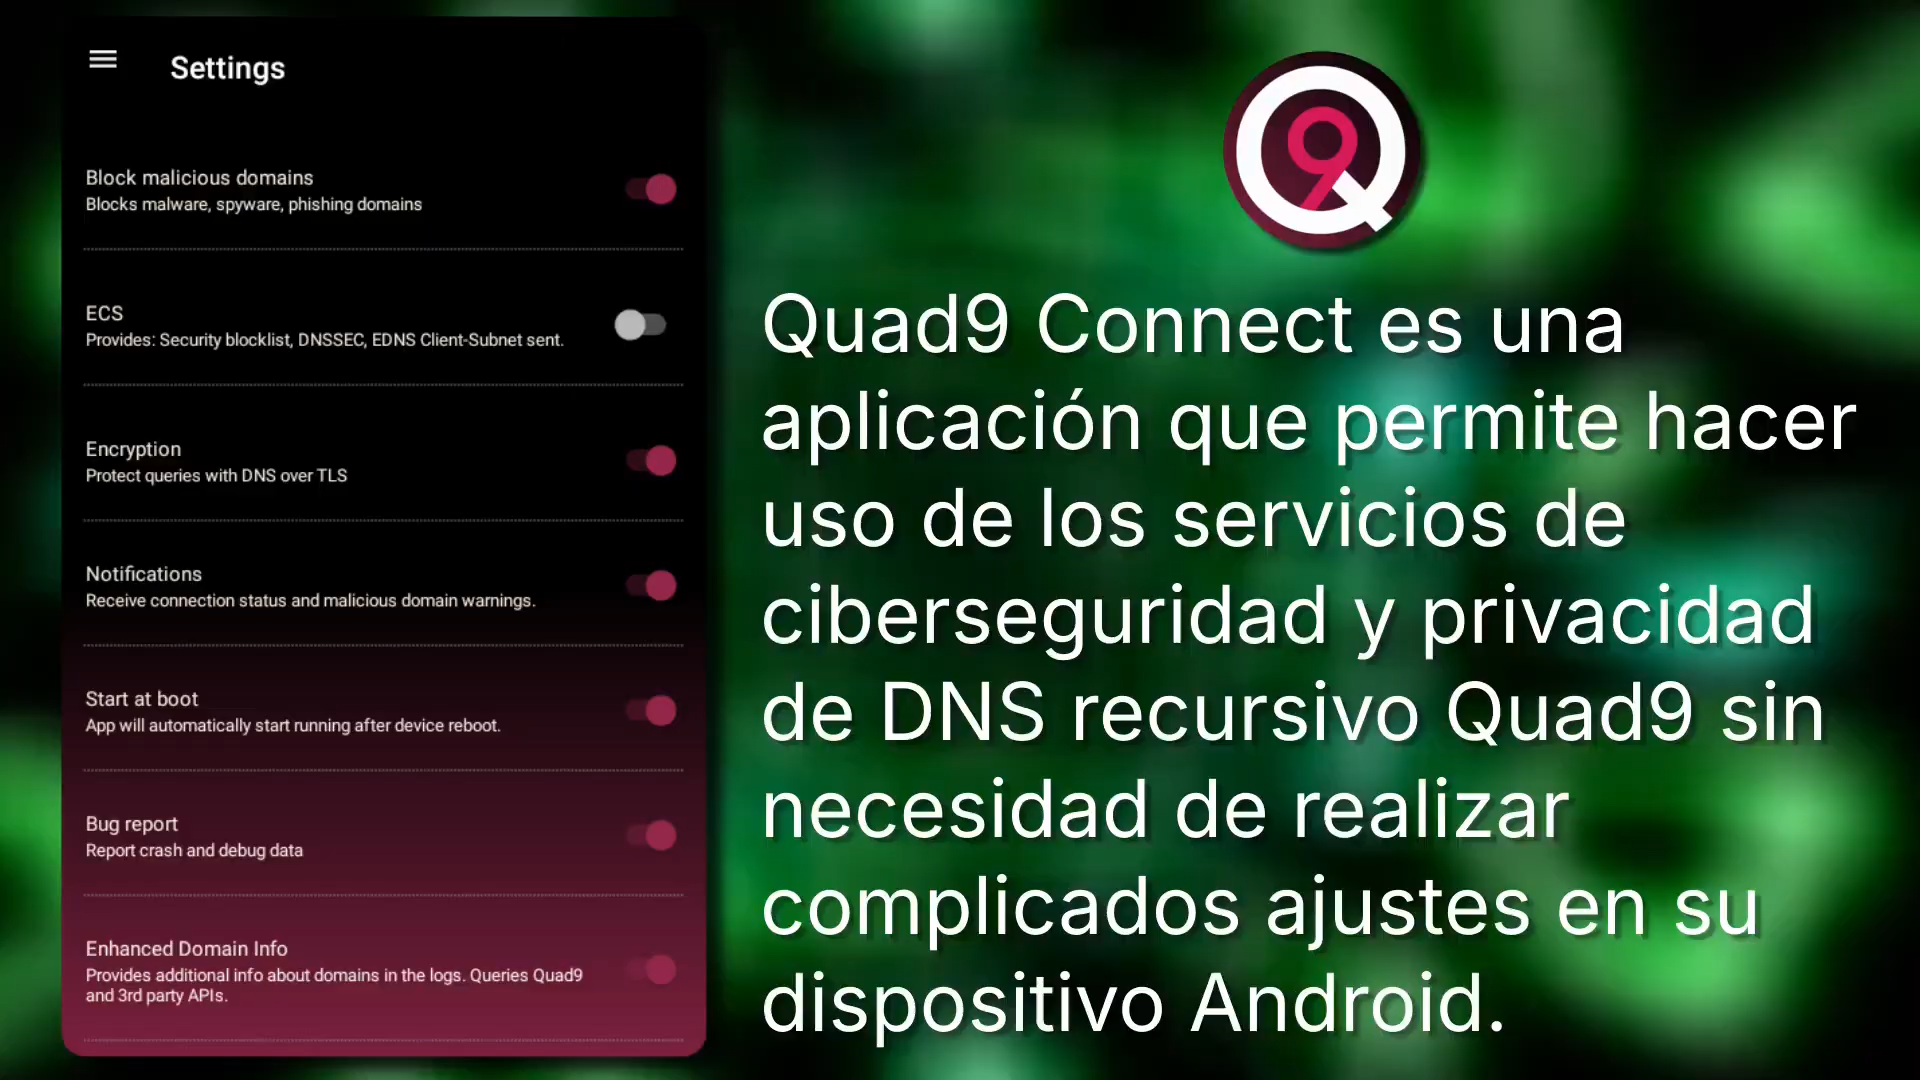 Settings
Block malicious domains
Blocks malware, spyware, phishing domains
ECS
Provides: Security blocklist, DNSSEC, EDNS Client-Subnet sent.
Encryption
Protect queries with DNS over TLS
Notifications
Receive connection status and malicious domain warnings.
Start at boot
App will automatically start running after device reboot.
Bug report
Report crash and debug data
Enhanced Domain Info
Provides additional info about domains in the logs. Queries Quad9
and 3rd party APIs.
Q9
Quad9 Connect es una
aplicación que permite hacer
uso de los servicios de
ciberseguridad y privacidad
de DNS recursivo Quad9 sin
necesidad de realizar
complicados ajustes en su
dispositivo Android.